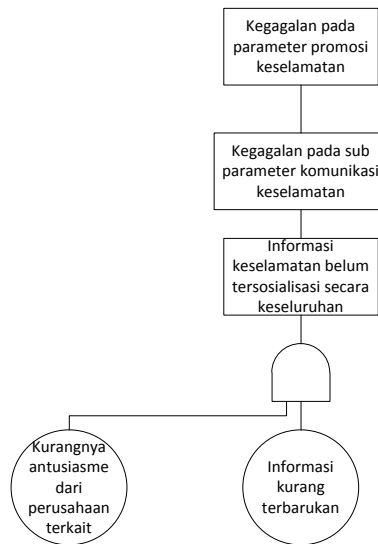 Kegagalan pada
parameter promosi
keselamatan
Kegagalan pada sub
parameter komunikasi
keselamatan
Informasi
keselamatan belum
tersosialisasi secara
keseluruhan
Kurangnya
antusiasme
dari
perusahaan
terkait
Informasi
kurang
terbarukan